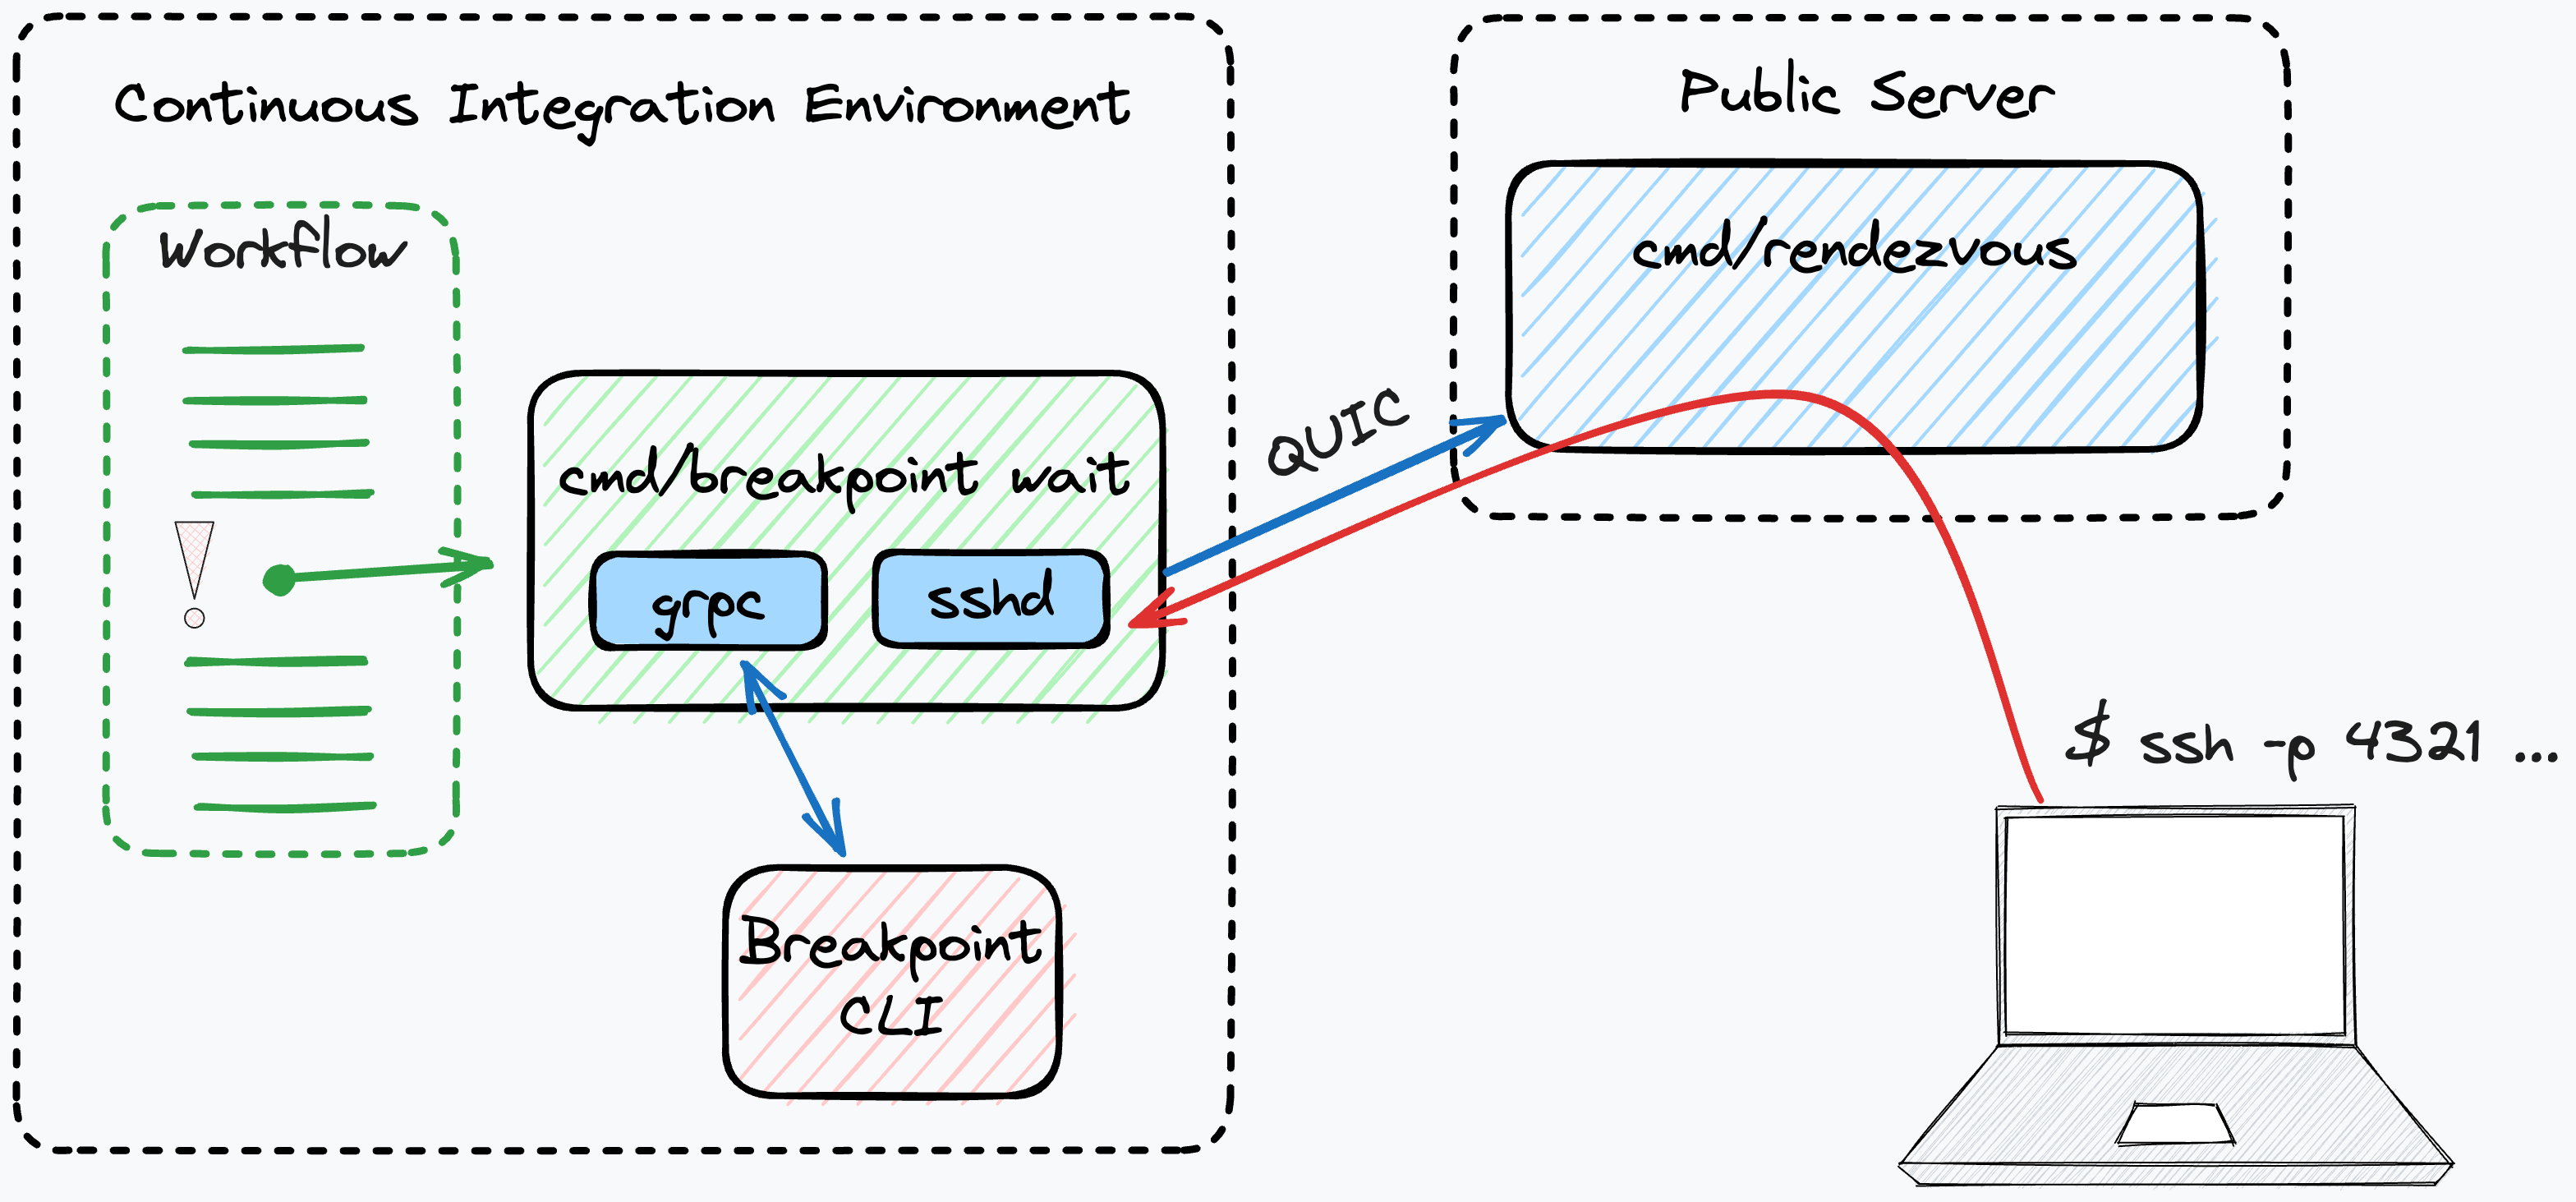 Continuous Integration Environment
Public Server
Workflow
cmd/rendezvous
cmd/breakpoint wait
QUIC
grpc
sshd
$ ssh -p 4321 ...
Breakpoint
CLI